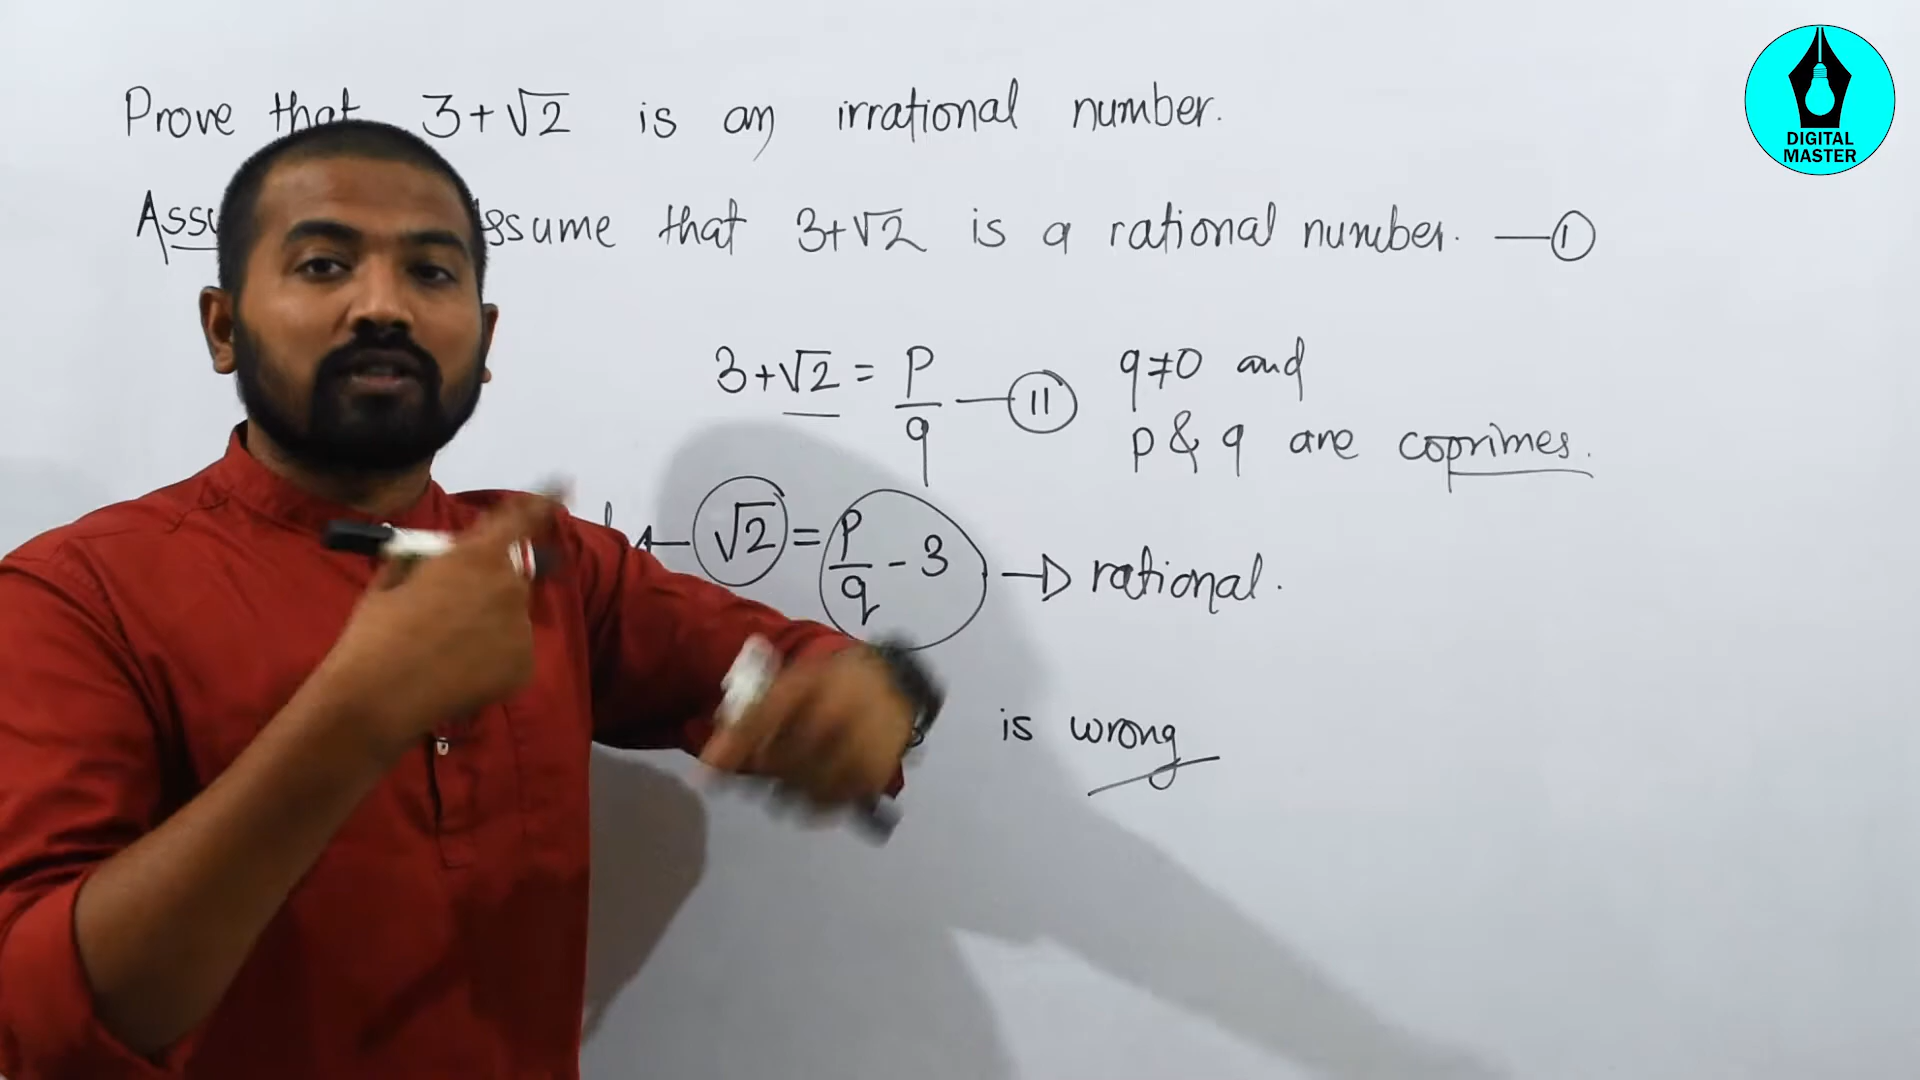 DIGITAL
MASTER
Prove that 3+√2 is an irrational number.
Assume that 3+√2 is a rational number. —①
3+√2 = p/q —(11) q≠0 and
p & q are coprimes.
√2 = p/q - 3 → rational.
is wrong